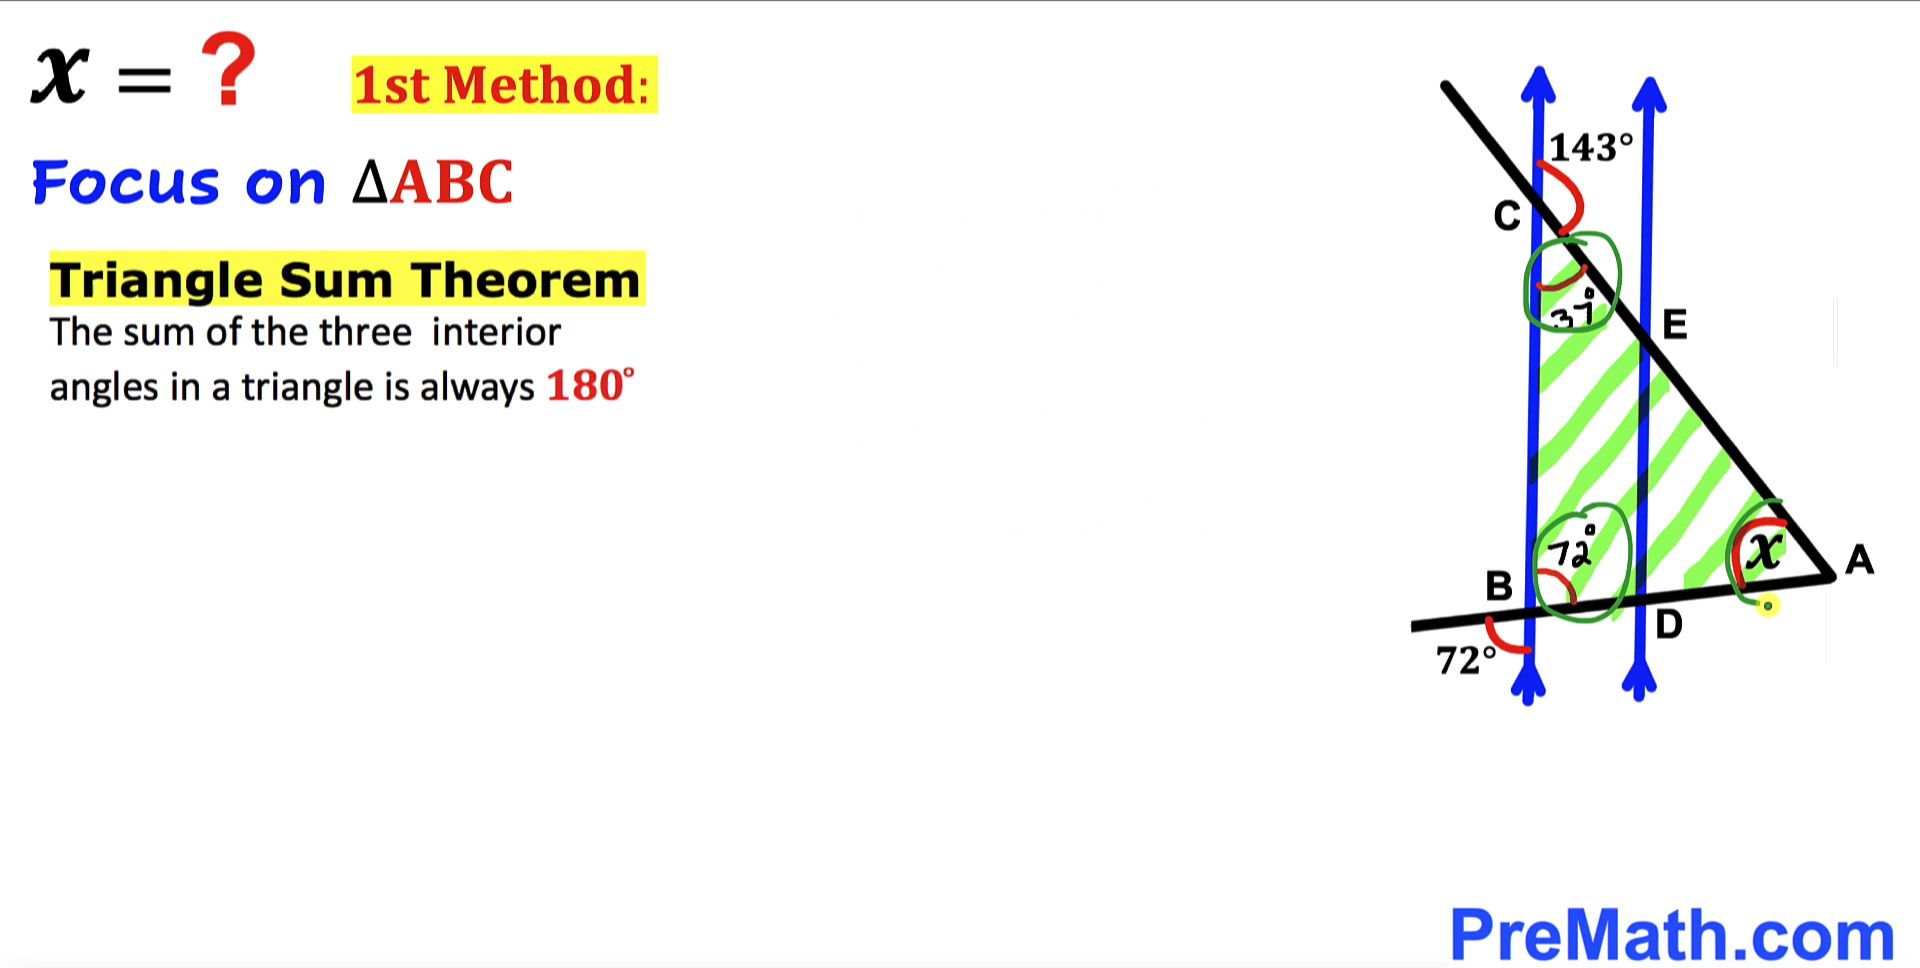 x = ?
1st Method:
Focus on ΔABC
Triangle Sum Theorem
The sum of the three interior
angles in a triangle is always 180°
143°
C
37°
E
72°
x
A
B
D
72°
PreMath.com